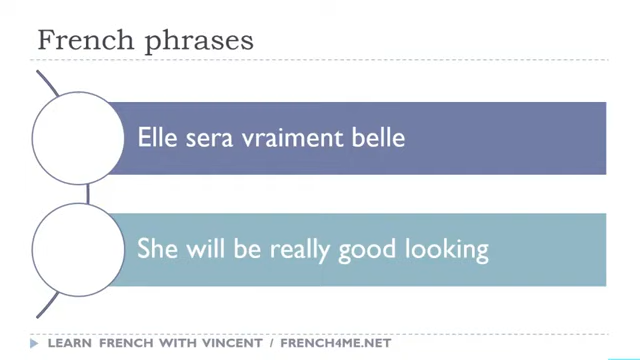 French phrases
Elle sera vraiment belle
She will be really good looking
LEARN FRENCH WITH VINCENT / FRENCH4ME.NET